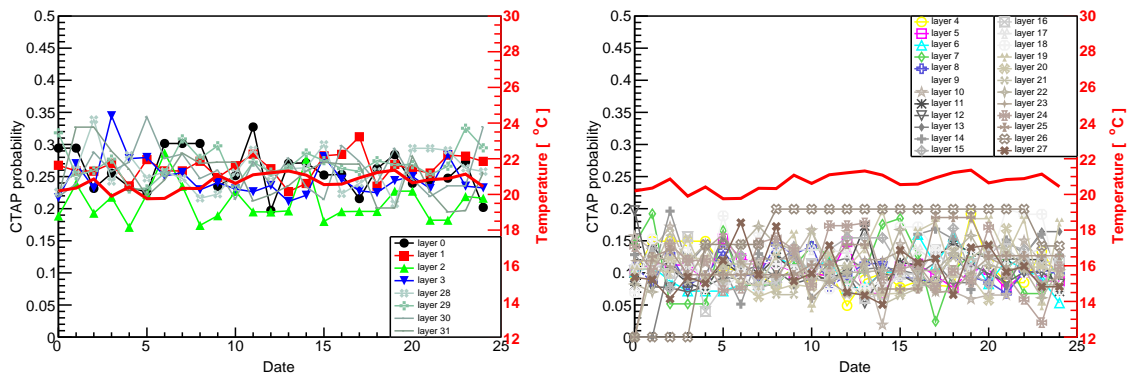 CTAP probability
0.5
0.45
0.4
0.35
0.3
0.25
0.2
0.15
0.1
0.05
0
0 5 10 15 20 25
Date
30
28
26
24
22
20
18
16
14
12
Temperature [ °C ]
layer 0
layer 1
layer 2
layer 3
layer 28
layer 29
layer 30
layer 31
CTAP probability
0.5
0.45
0.4
0.35
0.3
0.25
0.2
0.15
0.1
0.05
0
0 5 10 15 20 25
Date
30
28
26
24
22
20
18
16
14
12
Temperature [ °C ]
layer 4
layer 5
layer 6
layer 7
layer 8
layer 9
layer 10
layer 11
layer 12
layer 13
layer 14
layer 15
layer 16
layer 17
layer 18
layer 19
layer 20
layer 21
layer 22
layer 23
layer 24
layer 25
layer 26
layer 27